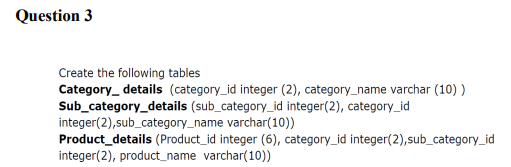 Question 3
Create the following tables
Category_ details (category_id integer (2), category_name varchar (10) )
Sub_category_details (sub_category_id integer(2), category_id
integer(2),sub_category_name varchar(10))
Product_details (Product_id integer (6), category_id integer(2),sub_category_id
integer(2), product_name varchar(10))